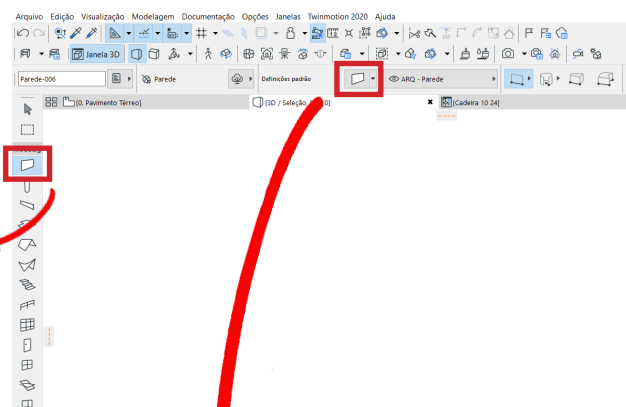 Arquivo Edição Visualização Modelagem Documentação Opções Janelas Twinmotion 2020 Ajuda
Janela 3D
Parede-006 Parede Definições padrão ARQ - Parede
[0. Pavimento Térreo] [3D / Seleção, 0] [Cadeira 10 24]